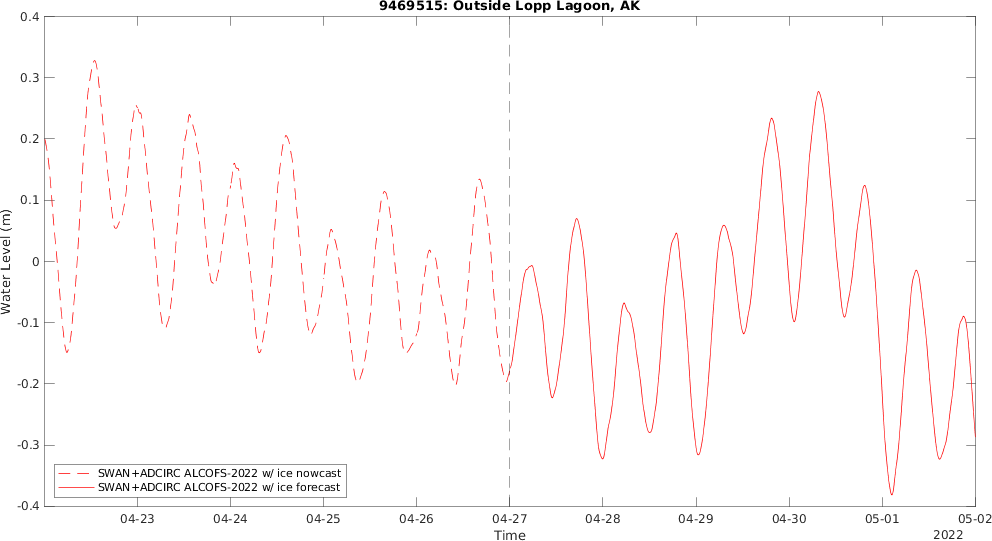 9469515: Outside Lopp Lagoon, AK
0.4
0.3
0.2
0.1
0
-0.1
-0.2
-0.3
-0.4
Water Level (m)
SWAN+ADCIRC ALCOFS-2022 w/ ice nowcast
SWAN+ADCIRC ALCOFS-2022 w/ ice forecast
04-23 04-24 04-25 04-26 04-27 04-28 04-29 04-30 05-01 05-02
Time
2022